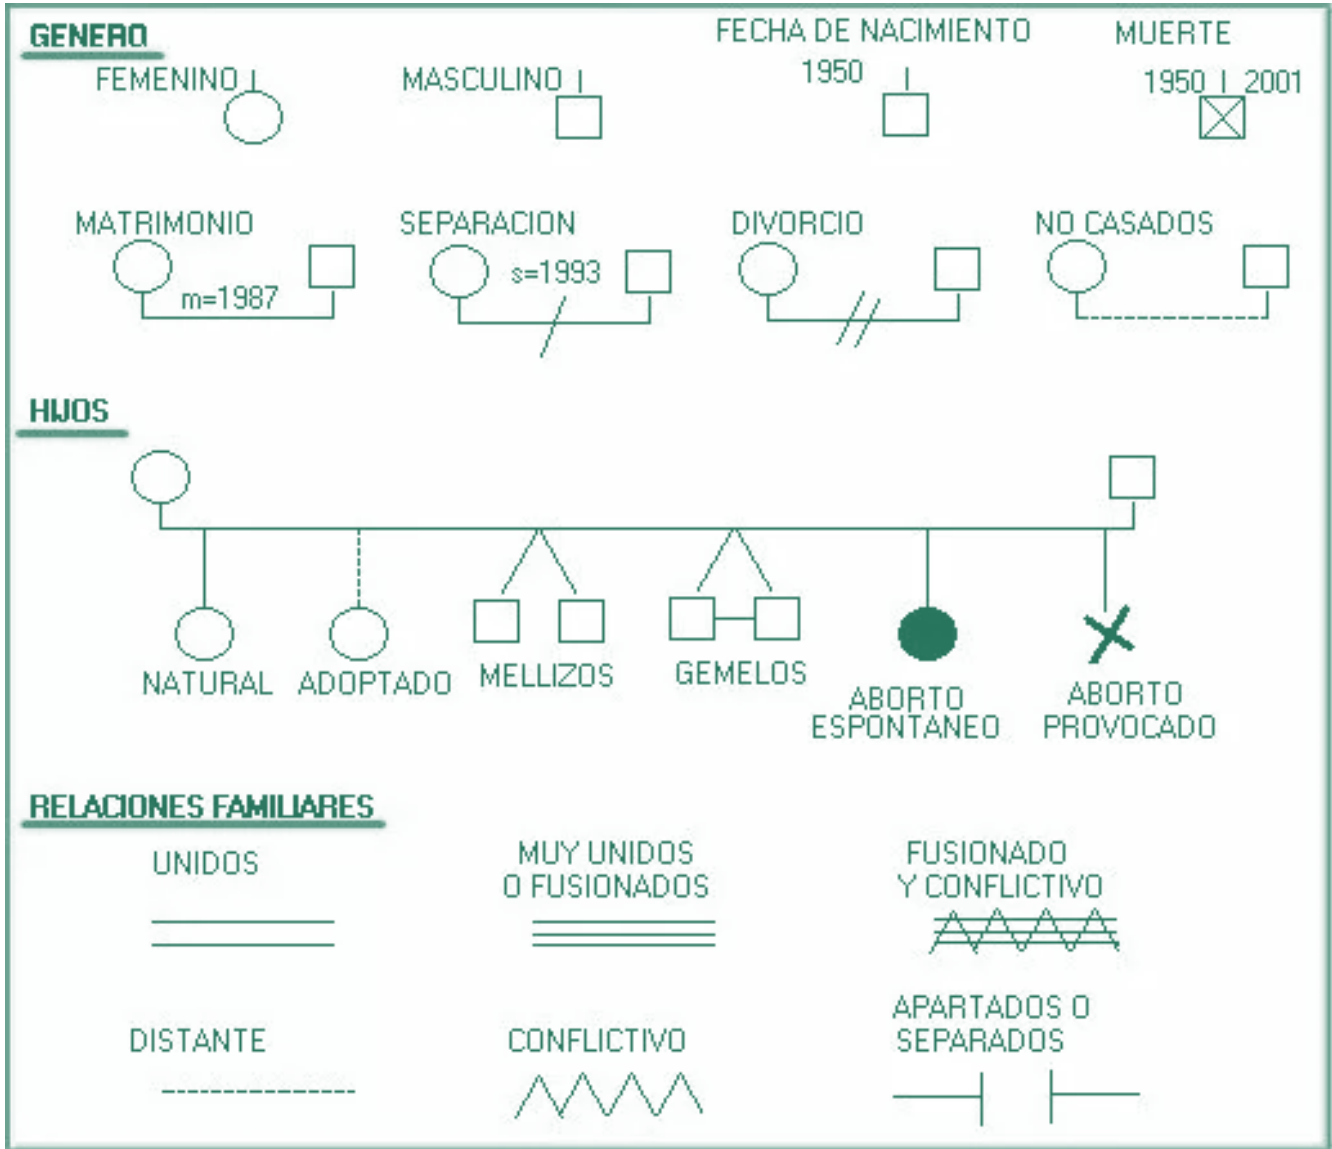 GENERO
FEMENINO
MASCULINO
FECHA DE NACIMIENTO
1950
MUERTE
1950 2001
MATRIMONIO
m=1987
SEPARACION
s=1993
DIVORCIO
NO CASADOS
HIJOS
NATURAL
ADOPTADO
MELLIZOS
GEMELOS
ABORTO
ESPONTANEO
ABORTO
PROVOCADO
RELACIONES FAMILIARES
UNIDOS
MUY UNIDOS
O FUSIONADOS
FUSIONADO
Y CONFLICTIVO
DISTANTE
CONFLICTIVO
APARTADOS O
SEPARADOS